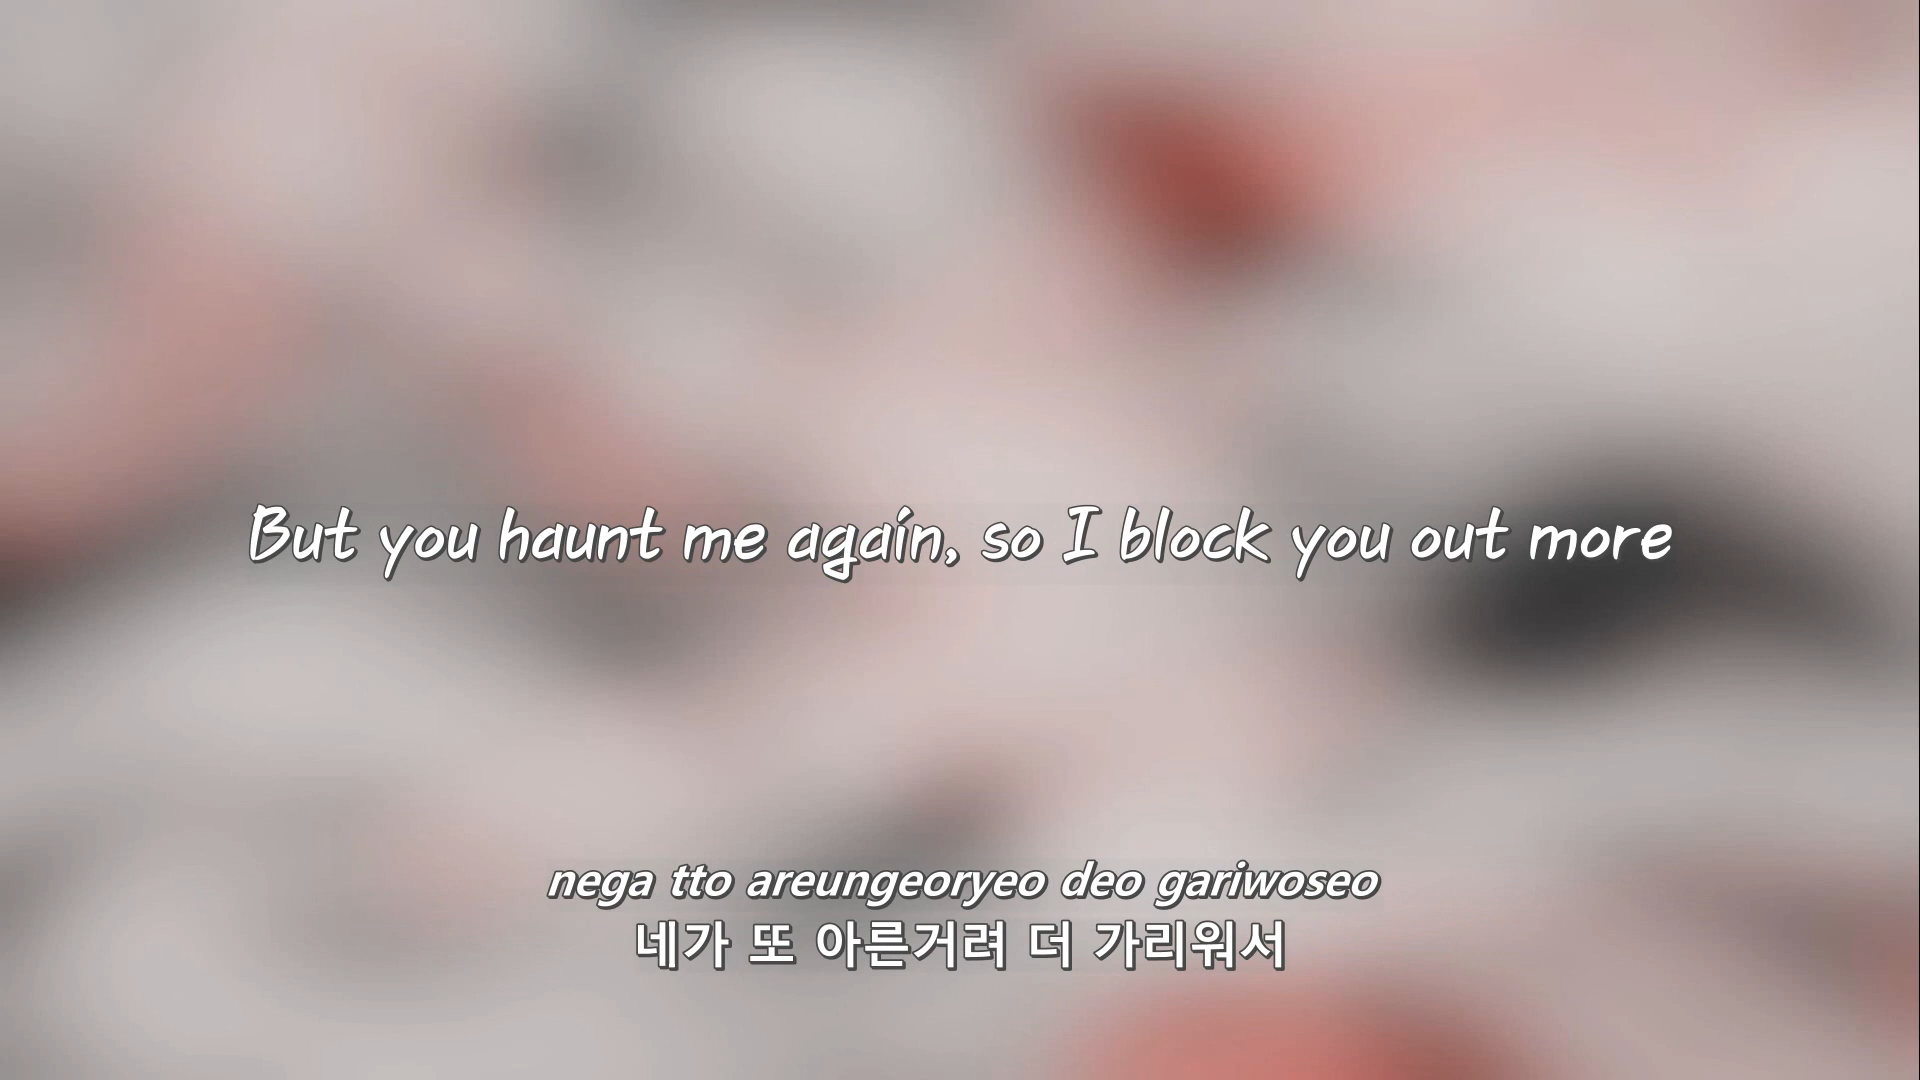 But you haunt me again, so I block you out more
nega tto areungeoryeo deo gariwoseo
네가 또 아른거려 더 가리워서